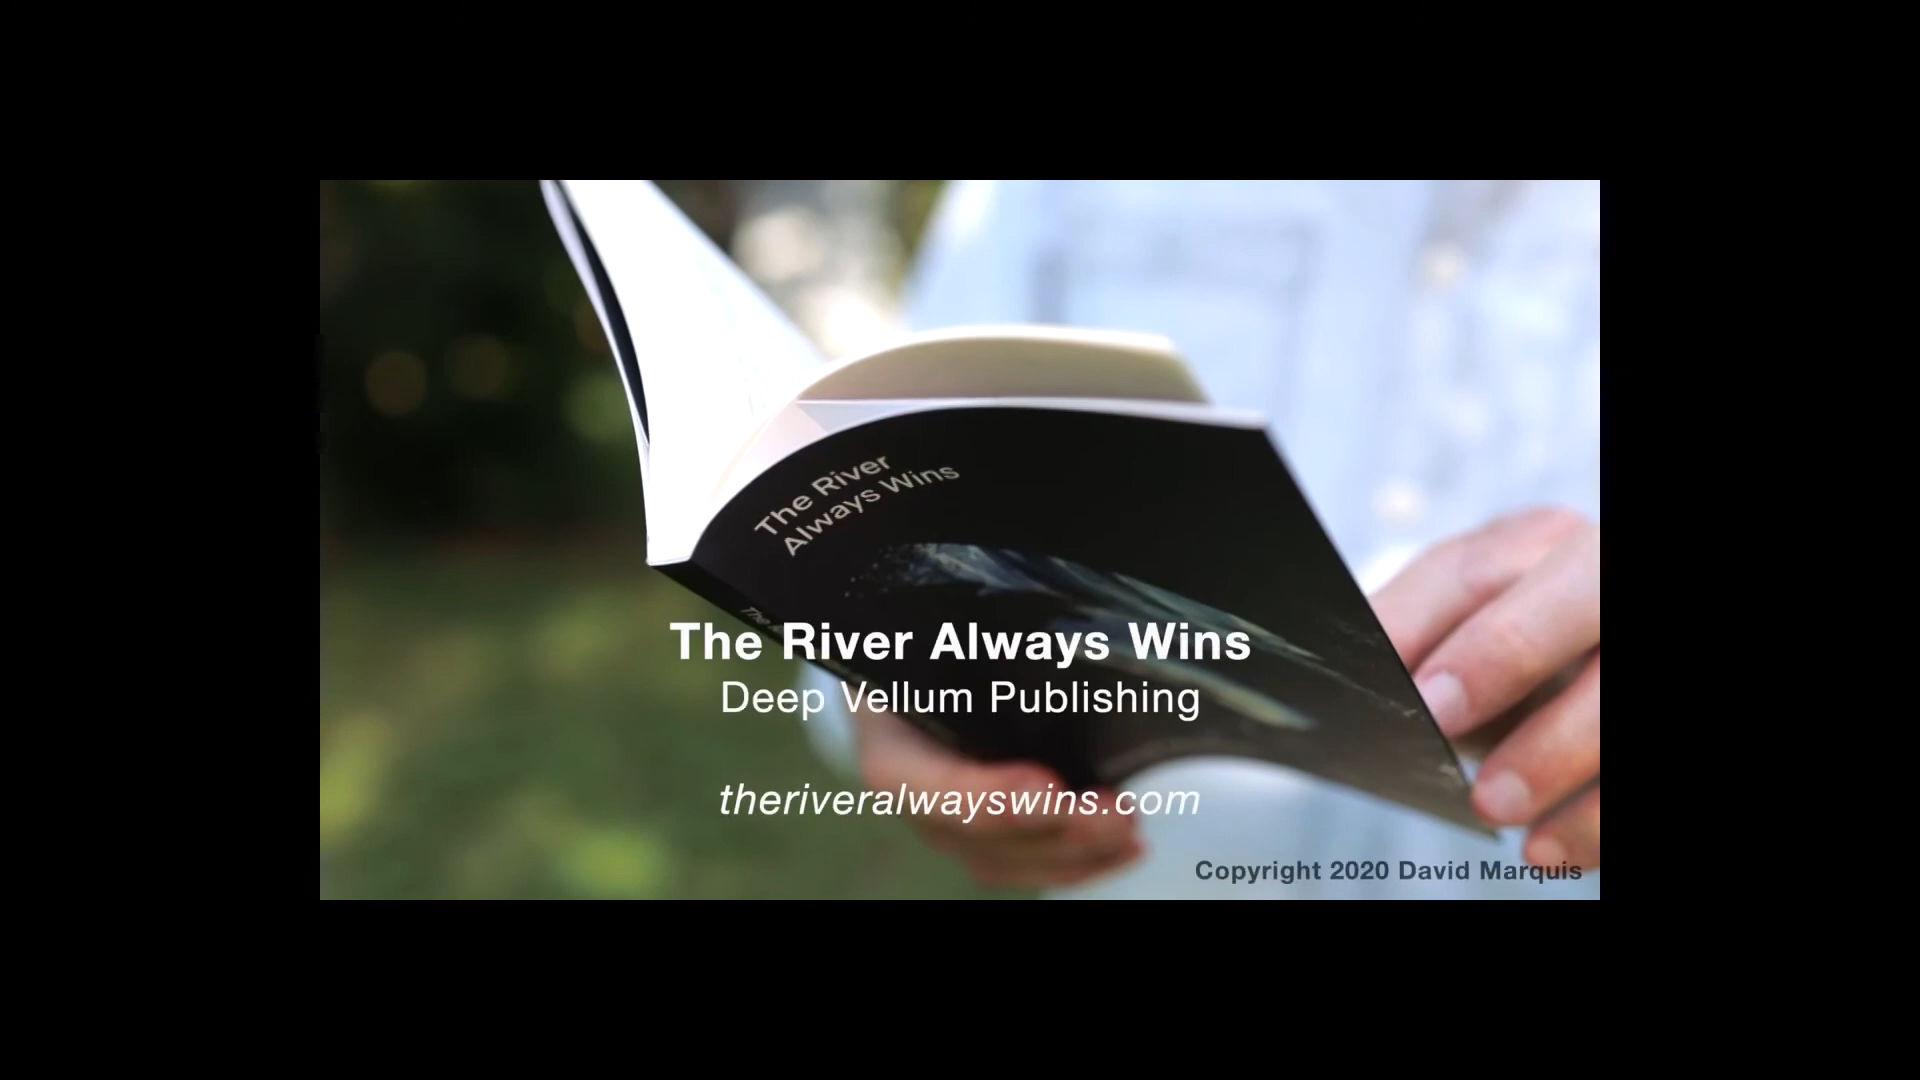 The River
Always Wins
The River Always Wins
Deep Vellum Publishing
theriveralwayswins.com
Copyright 2020 David Marquis